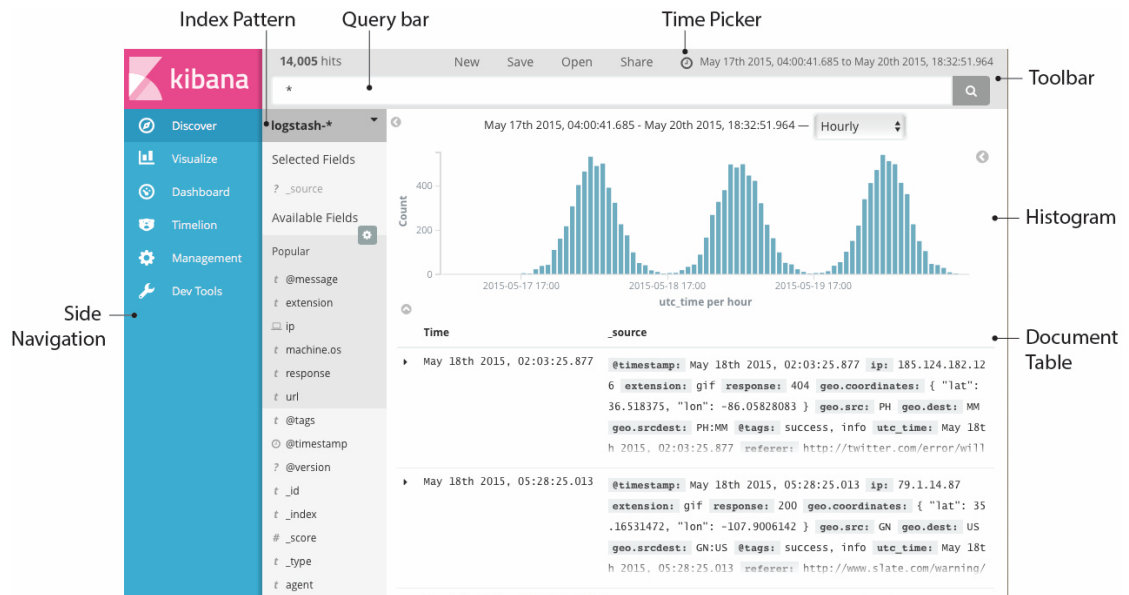 Index Pattern
Query bar
Time Picker
kibana
14,005 hits
New Save Open Share May 17th 2015, 04:00:41.685 to May 20th 2015, 18:32:51.964
*
Toolbar
Discover
Visualize
Dashboard
Timelion
Management
Dev Tools
Side
Navigation
logstash-*
Selected Fields
? _source
Available Fields
Popular
t @message
t extension
ip
t machine.os
t response
t url
t @tags
@timestamp
? @version
t _id
t _index
# _score
t _type
t agent
May 17th 2015, 04:00:41.685 - May 20th 2015, 18:32:51.964 — Hourly
Count
400
200
0
2015-05-17 17:00 2015-05-18 17:00 2015-05-19 17:00
utc_time per hour
Histogram
Time _source
Document
Table
May 18th 2015, 02:03:25.877
@timestamp: May 18th 2015, 02:03:25.877 ip: 185.124.182.12
6 extension: gif response: 404 geo.coordinates: { "lat":
36.518375, "lon": -86.05828083 } geo.src: PH geo.dest: MM
geo.srcdest: PH:MM @tags: success, info utc_time: May 18t
h 2015, 02:03:25.877 referer: http://twitter.com/error/will
May 18th 2015, 05:28:25.013
@timestamp: May 18th 2015, 05:28:25.013 ip: 79.1.14.87
extension: gif response: 200 geo.coordinates: { "lat": 35
.16531472, "lon": -107.9006142 } geo.src: GN geo.dest: US
geo.srcdest: GN:US @tags: success, info utc_time: May 18t
h 2015, 05:28:25.013 referer: http://www.slate.com/warning/